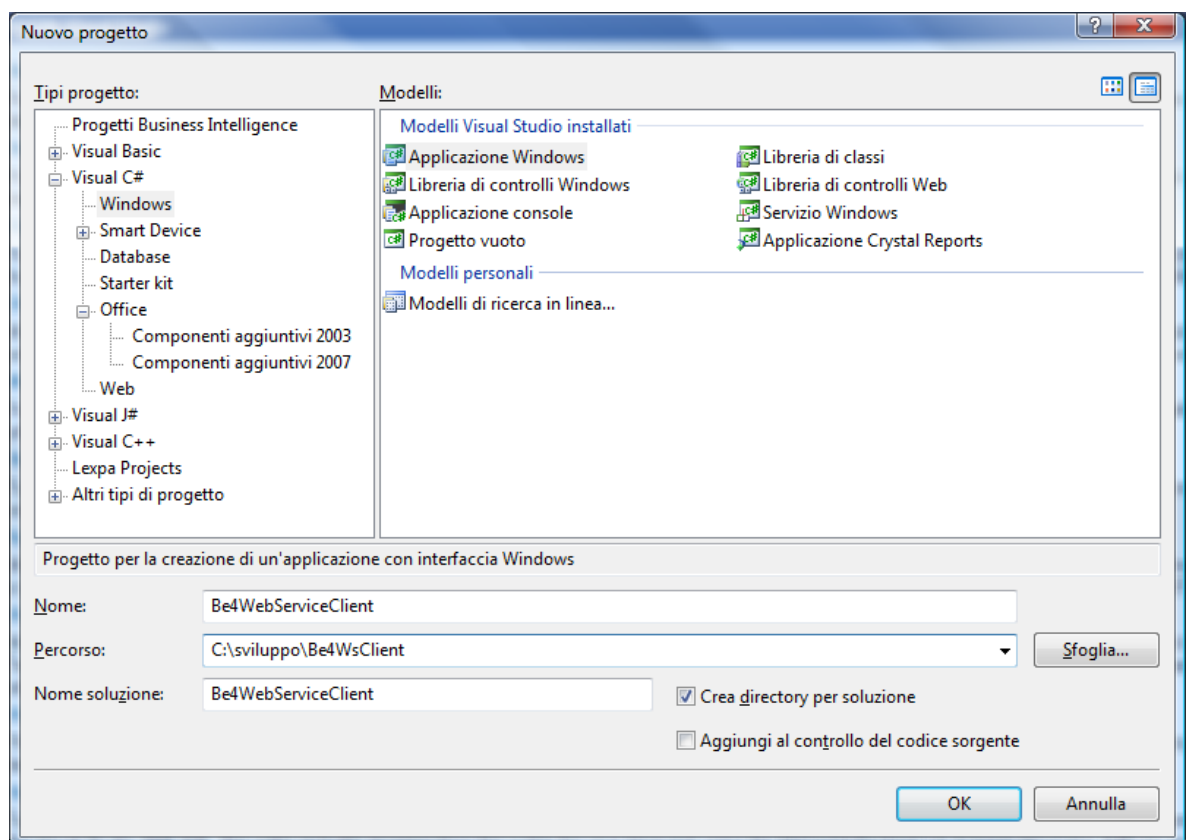 Nuovo progetto
Tipi progetto:
Modelli:
Progetti Business Intelligence
Visual Basic
Visual C#
Windows
Smart Device
Database
Starter kit
Office
Componenti aggiuntivi 2003
Componenti aggiuntivi 2007
Web
Visual J#
Visual C++
Lexpa Projects
Altri tipi di progetto
Modelli Visual Studio installati
Applicazione Windows
Libreria di classi
Libreria di controlli Windows
Libreria di controlli Web
Applicazione console
Servizio Windows
Progetto vuoto
Applicazione Crystal Reports
Modelli personali
Modelli di ricerca in linea...
Progetto per la creazione di un'applicazione con interfaccia Windows
Nome:
Be4WebServiceClient
Percorso:
C:\sviluppo\Be4WsClient
Sfoglia...
Nome soluzione:
Be4WebServiceClient
Crea directory per soluzione
Aggiungi al controllo del codice sorgente
OK
Annulla